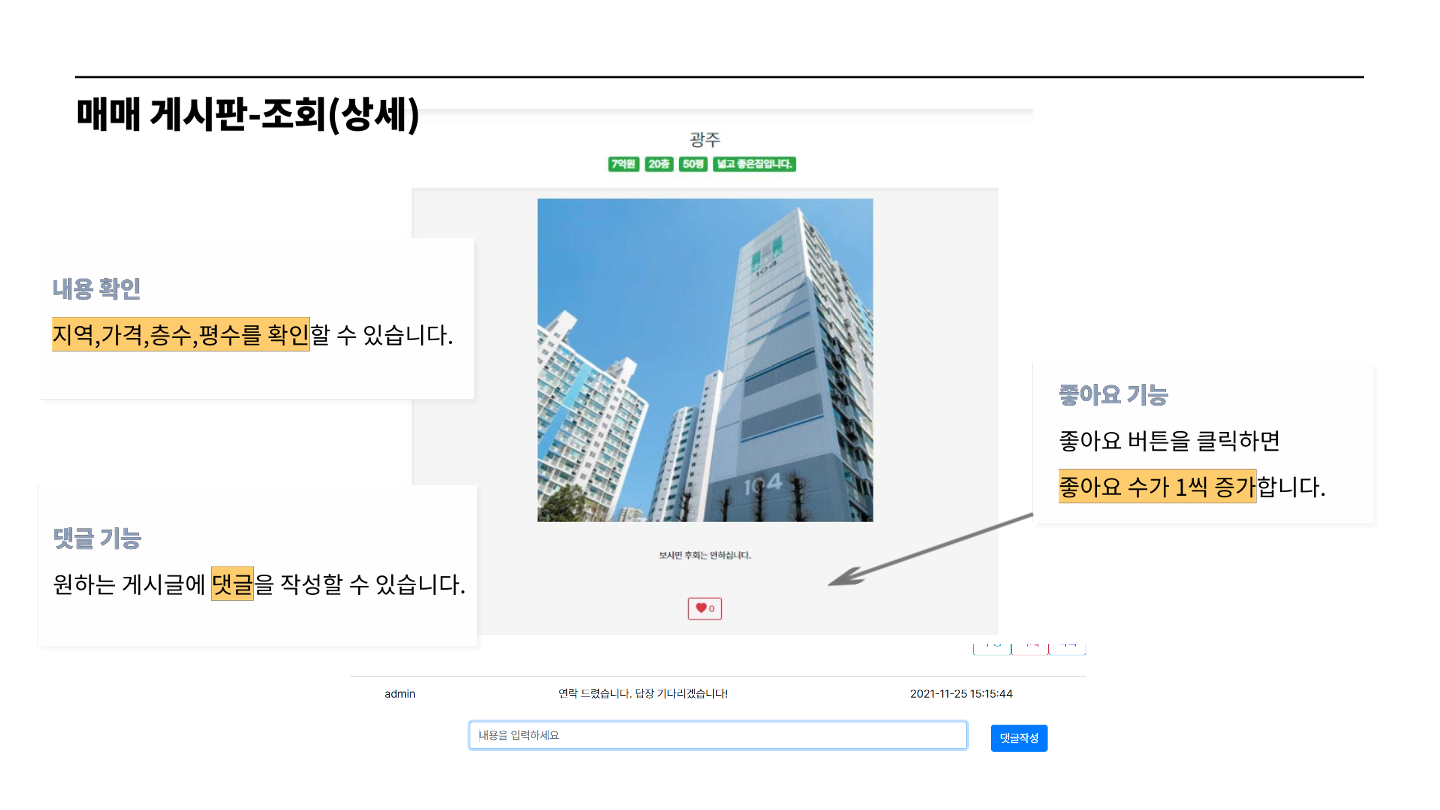 매매 게시판-조회(상세)
광주
7억원 20층 50평 넓고 좋은집입니다.
104
104
내용 확인
지역,가격,층수,평수를 확인할 수 있습니다.
좋아요 기능
좋아요 버튼을 클릭하면
좋아요 수가 1씩 증가합니다.
댓글 기능
원하는 게시글에 댓글을 작성할 수 있습니다.
보시면 후회는 안하십니다.
0
admin 연락 드렸습니다. 답장 기다리겠습니다! 2021-11-25 15:15:44
내용을 입력하세요 댓글작성